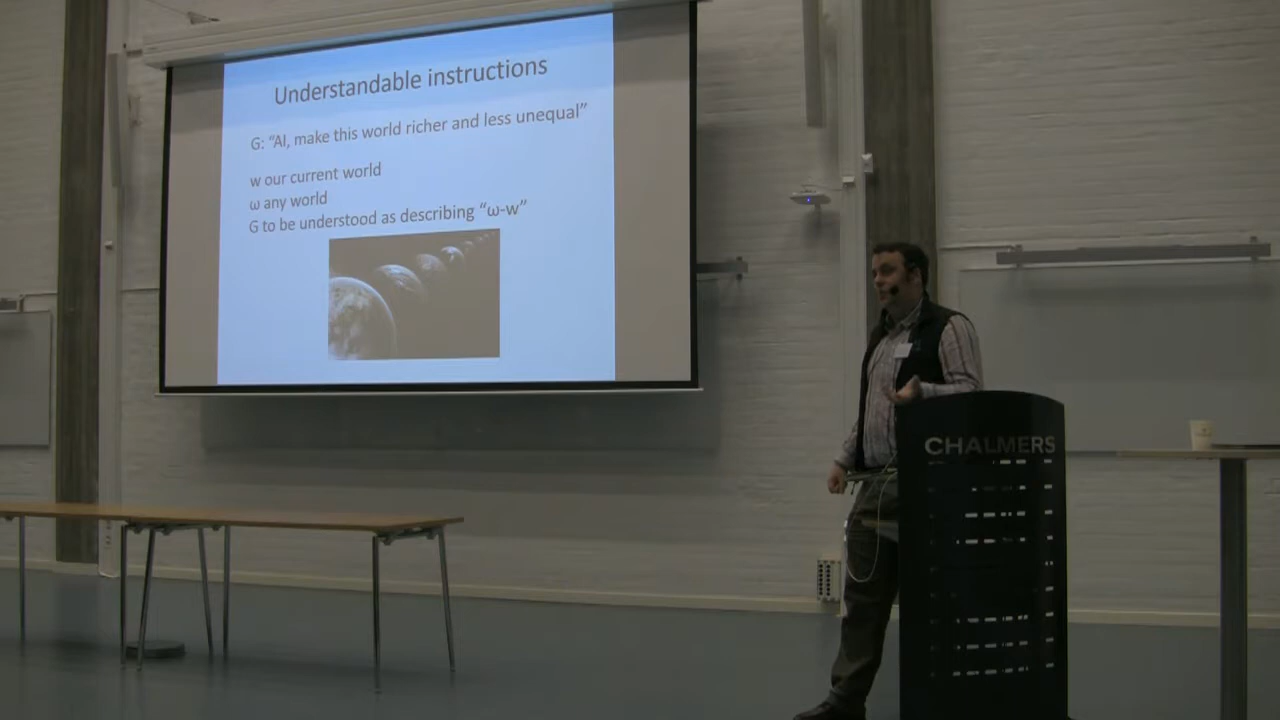 Understandable instructions
G: “AI, make this world richer and less unequal”
w our current world
ω any world
G to be understood as describing “ω-w”
CHALMERS